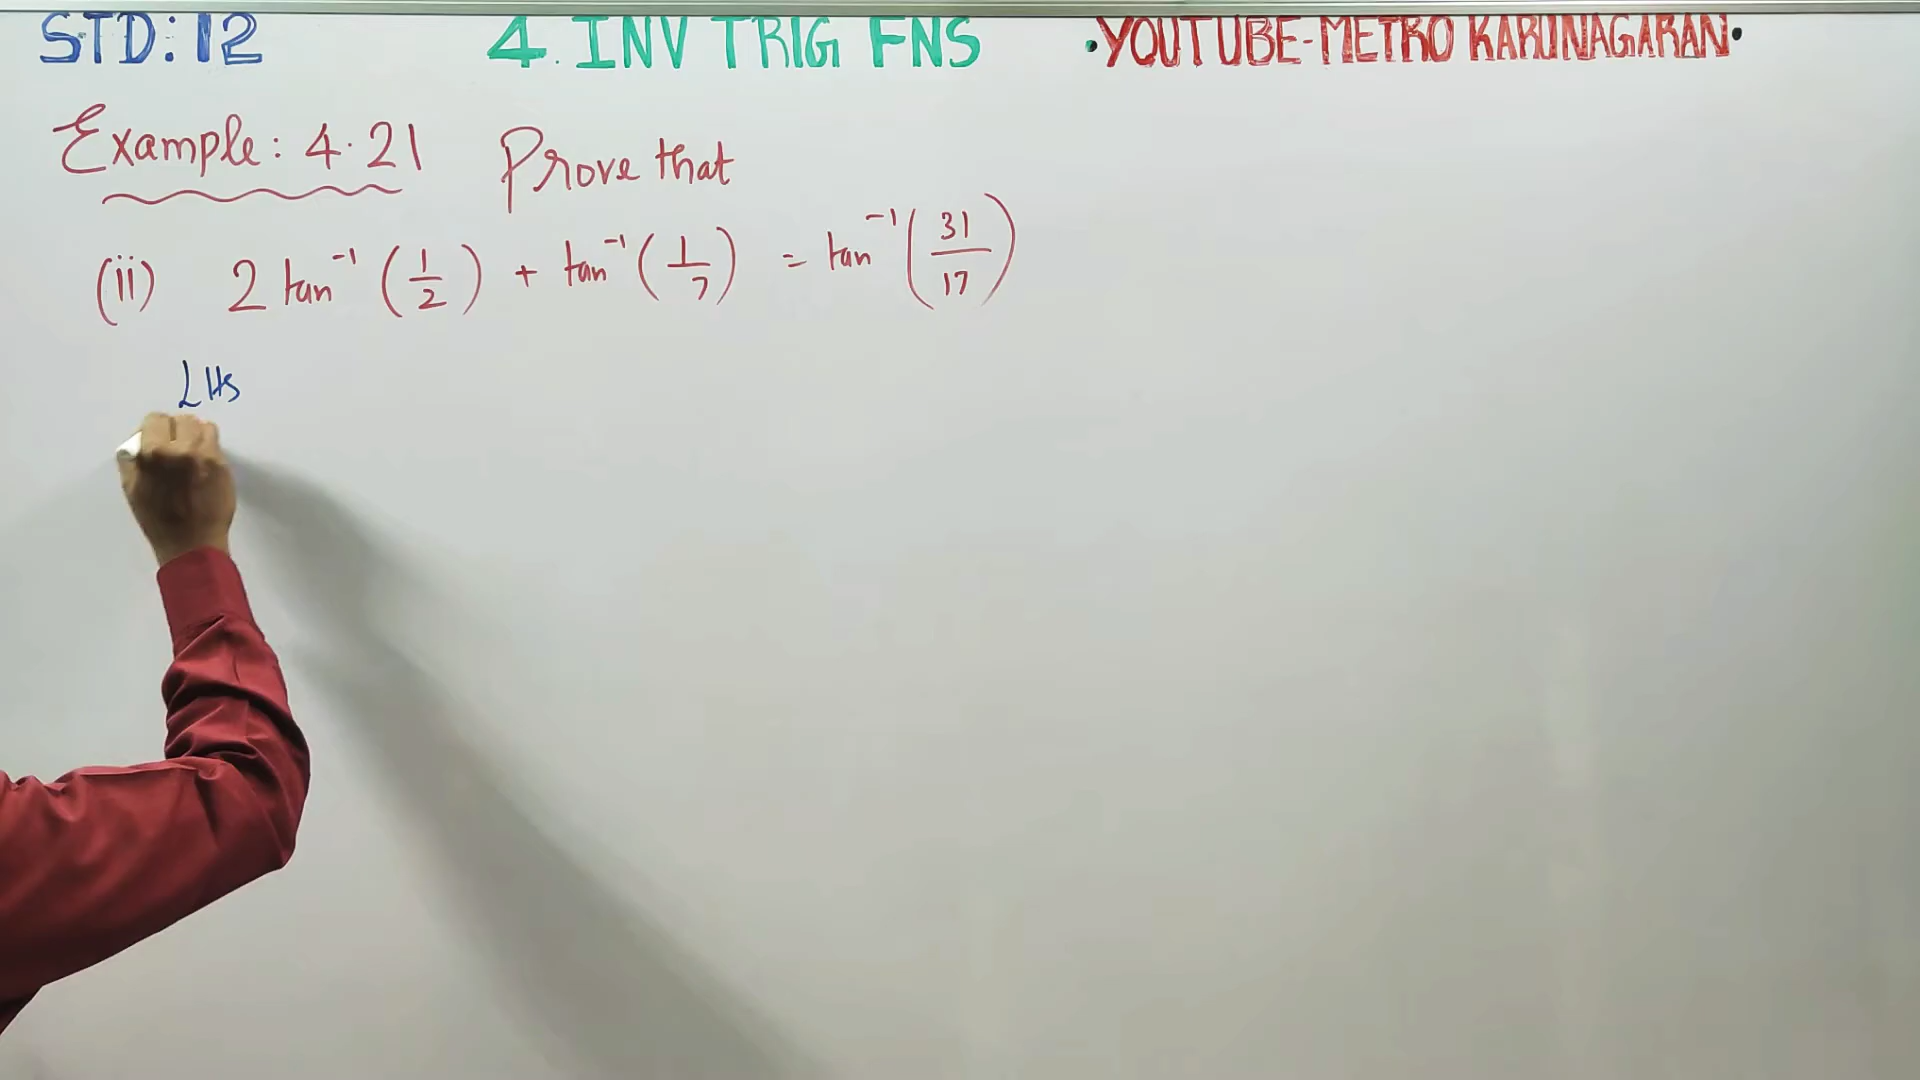 STD: 12 4. INV TRIG FNS •YOUTUBE-METRO KARUNAGARAN•
Example: 4.21 Prove that
(ii) 2 tan⁻¹ (1/2) + tan⁻¹ (1/7) = tan⁻¹ (31/17)
LHS